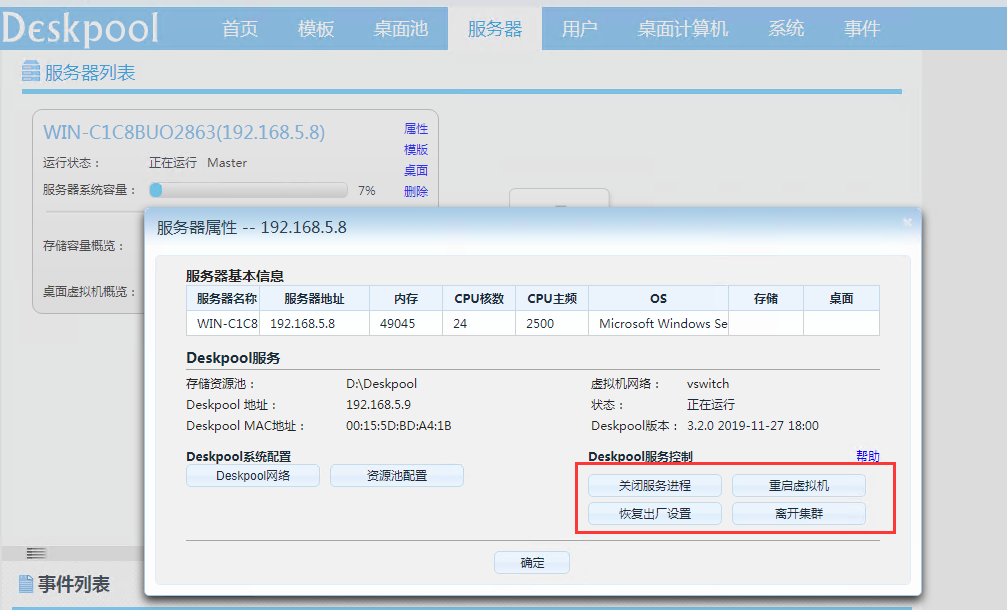 Deskpool 首页 模板 桌面池 服务器 用户 桌面计算机 系统 事件
服务器列表
WIN-C1C8BUO2863(192.168.5.8) 属性
模版
运行状态： 正在运行 Master
桌面
服务器系统容量： 7% 删除
服务器属性 -- 192.168.5.8
存储容量概览：
桌面虚拟机概览：
服务器基本信息
服务器名称 服务器地址 内存 CPU核数 CPU主频 OS 存储 桌面
WIN-C1C8 192.168.5.8 49045 24 2500 Microsoft Windows Se
Deskpool服务
存储资源池： D:\Deskpool 虚拟机网络： vswitch
Deskpool 地址： 192.168.5.9 状态： 正在运行
Deskpool MAC地址： 00:15:5D:BD:A4:1B Deskpool版本： 3.2.0 2019-11-27 18:00
Deskpool系统配置 Deskpool服务控制 帮助
Deskpool网络 资源池配置 关闭服务进程 重启虚拟机
恢复出厂设置 离开集群
确定
事件列表